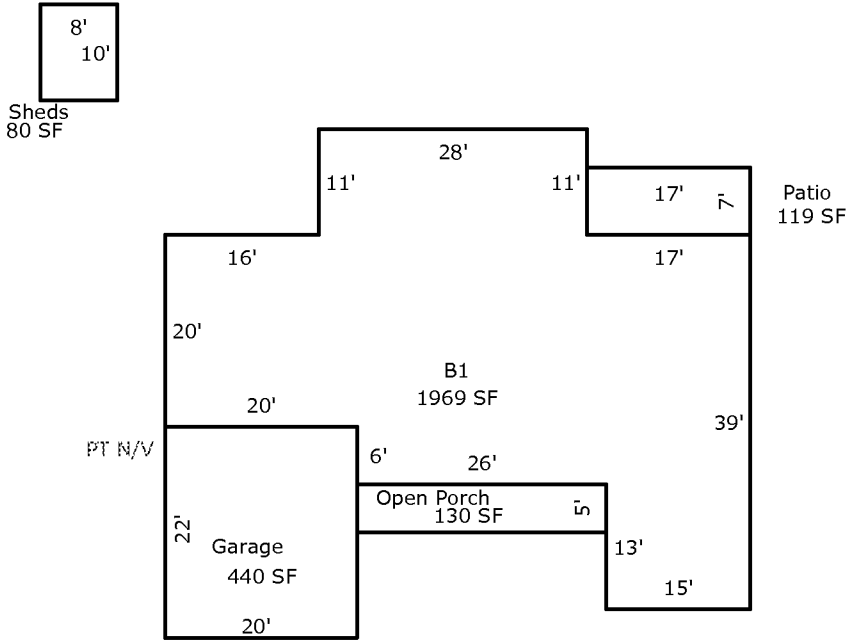 8'
10'
Sheds
80 SF
28'
11'
11'
17'
7'
Patio
119 SF
16'
17'
20'
B1
1969 SF
20'
39'
PT N/V
6'
26'
Open Porch
130 SF
5'
22'
Garage
440 SF
13'
15'
20'